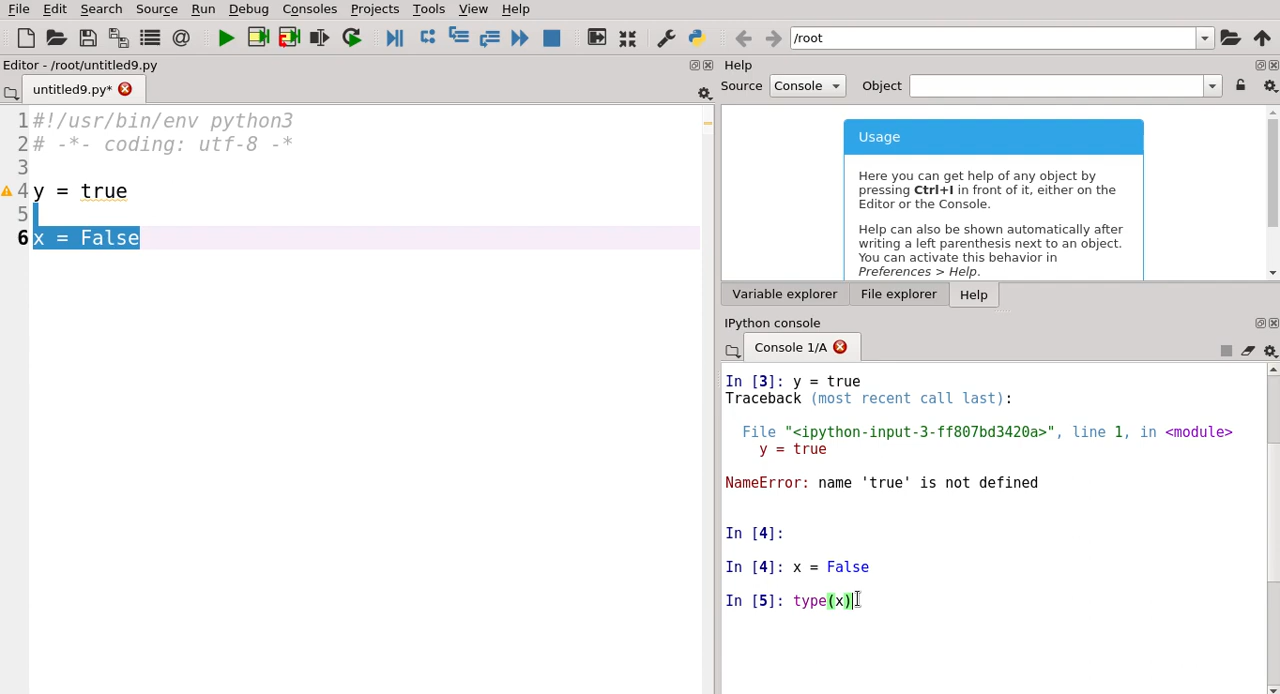 File Edit Search Source Run Debug Consoles Projects Tools View Help
/root
Editor - /root/untitled9.py
untitled9.py*
1 #!/usr/bin/env python3
2 # -*- coding: utf-8 -*
3
4 y = true
5
6 x = False
Help
Source Console Object
Usage
Here you can get help of any object by
pressing Ctrl+I in front of it, either on the
Editor or the Console.
Help can also be shown automatically after
writing a left parenthesis next to an object.
You can activate this behavior in
Preferences > Help.
Variable explorer File explorer Help
IPython console
Console 1/A
In [3]: y = true
Traceback (most recent call last):
File "<ipython-input-3-ff807bd3420a>", line 1, in <module>
y = true
NameError: name 'true' is not defined
In [4]:
In [4]: x = False
In [5]: type(x)